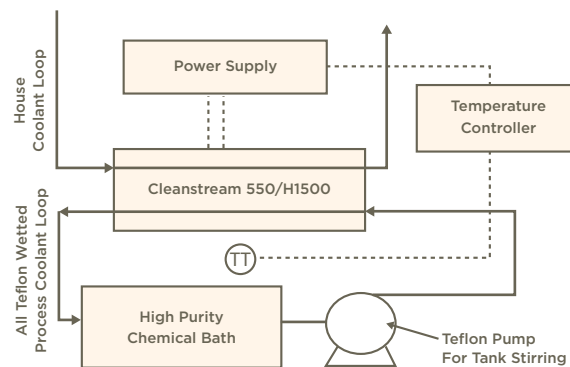 House
Coolant Loop
Power Supply
Temperature
Controller
Cleanstream 550/H1500
All Teflon Wetted
Process Coolant Loop
TT
High Purity
Chemical Bath
Teflon Pump
For Tank Stirring